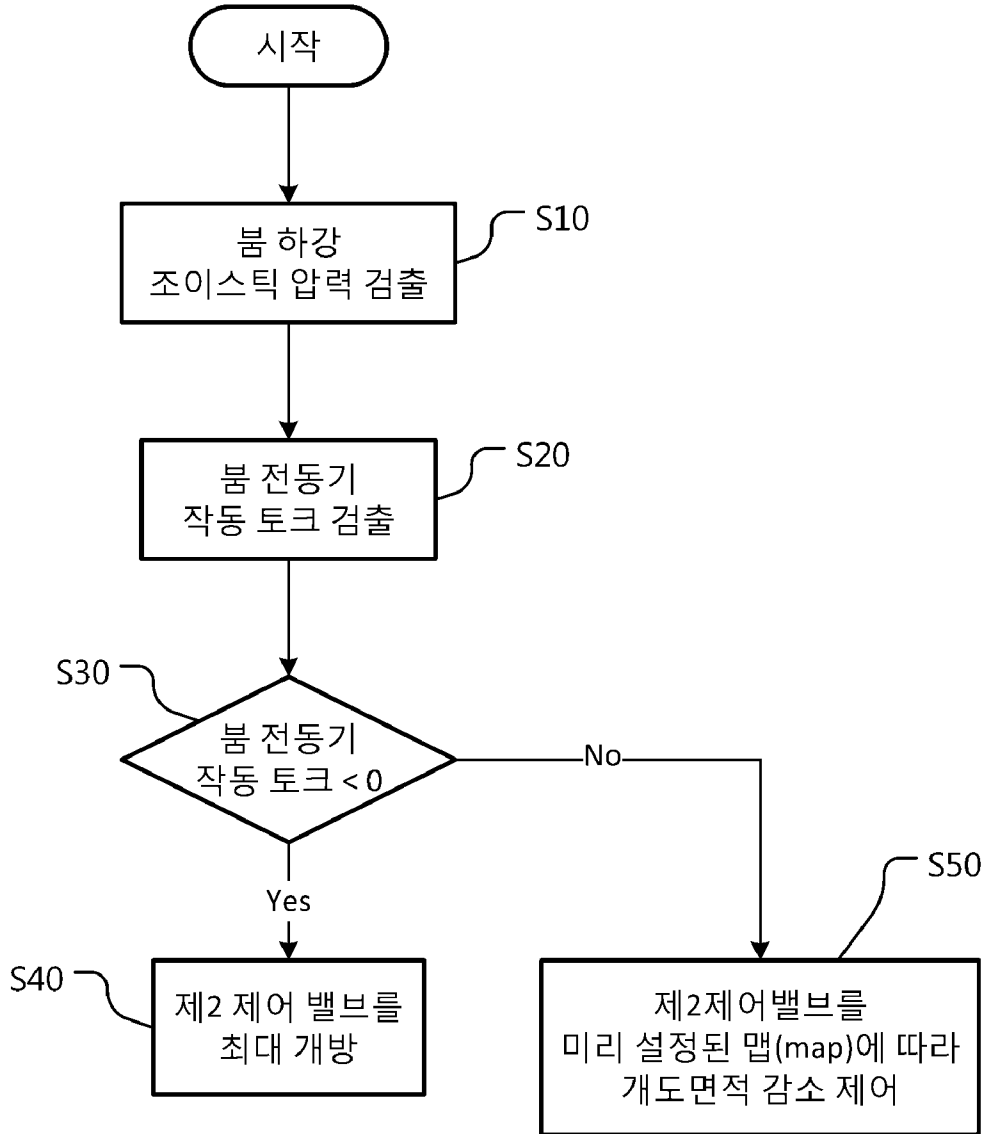 시작
붐 하강
조이스틱 압력 검출
S10
붐 전동기
작동 토크 검출
S20
S30
붐 전동기
작동 토크 < 0
No
Yes
S40
제2 제어 밸브를
최대 개방
S50
제2제어밸브를
미리 설정된 맵(map)에 따라
개도면적 감소 제어